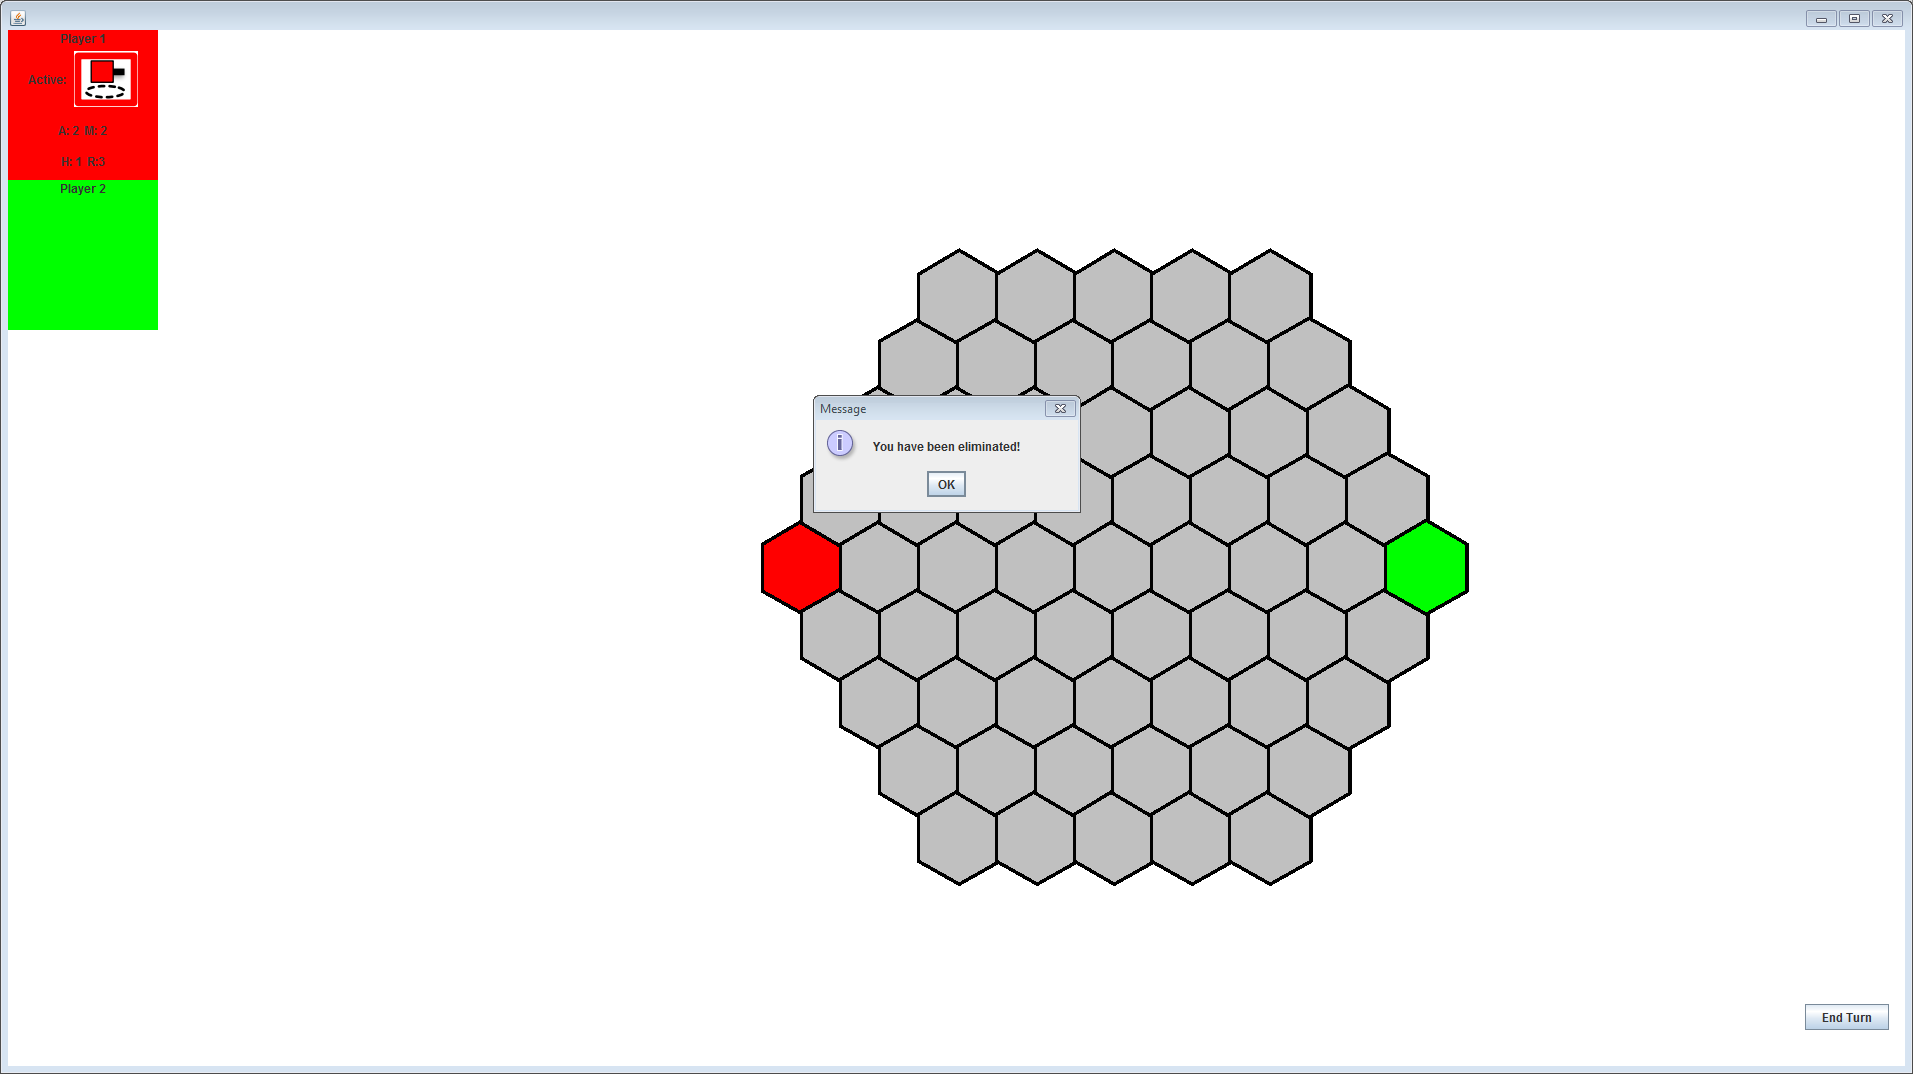 Player 1
Active:
A: 2 M: 2
H: 1 R:3
Player 2
Message
You have been eliminated!
OK
End Turn